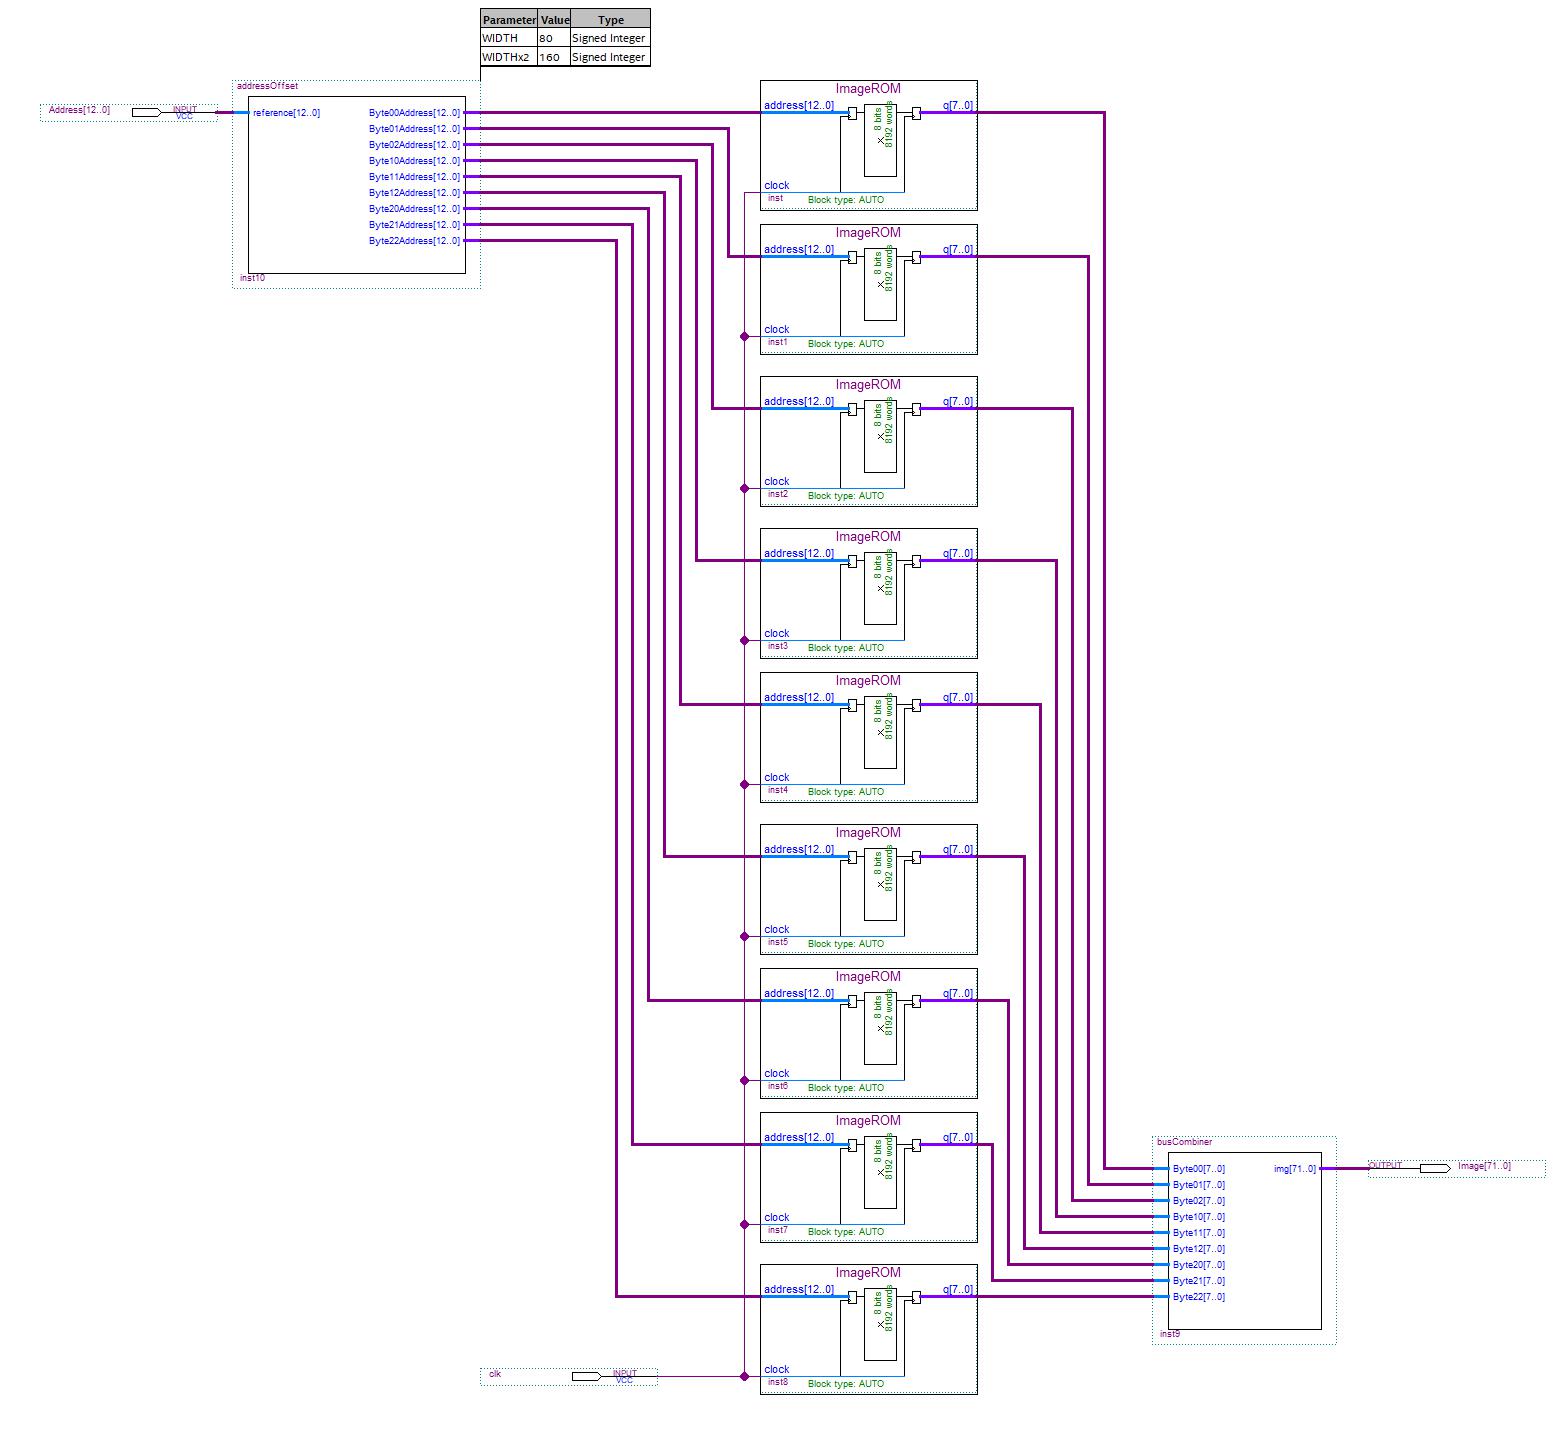 Parameter Value Type
WIDTH 80 Signed Integer
WIDTHx2 160 Signed Integer
addressOffset
Address[12..0] INPUT VCC
reference[12..0]
Byte00Address[12..0]
Byte01Address[12..0]
Byte02Address[12..0]
Byte10Address[12..0]
Byte11Address[12..0]
Byte12Address[12..0]
Byte20Address[12..0]
Byte21Address[12..0]
Byte22Address[12..0]
inst10
ImageROM
address[12..0] 8 bits × 8192 words q[7..0]
clock
inst Block type: AUTO
ImageROM
address[12..0] 8 bits × 8192 words q[7..0]
clock
inst1 Block type: AUTO
ImageROM
address[12..0] 8 bits × 8192 words q[7..0]
clock
inst2 Block type: AUTO
ImageROM
address[12..0] 8 bits × 8192 words q[7..0]
clock
inst3 Block type: AUTO
ImageROM
address[12..0] 8 bits × 8192 words q[7..0]
clock
inst4 Block type: AUTO
ImageROM
address[12..0] 8 bits × 8192 words q[7..0]
clock
inst5 Block type: AUTO
ImageROM
address[12..0] 8 bits × 8192 words q[7..0]
clock
inst6 Block type: AUTO
ImageROM
address[12..0] 8 bits × 8192 words q[7..0]
clock
inst7 Block type: AUTO
ImageROM
address[12..0] 8 bits × 8192 words q[7..0]
clock
inst8 Block type: AUTO
clk INPUT VCC
busCombiner
Byte00[7..0] img[71..0]
Byte01[7..0]
Byte02[7..0]
Byte10[7..0]
Byte11[7..0]
Byte12[7..0]
Byte20[7..0]
Byte21[7..0]
Byte22[7..0]
inst9
OUTPUT Image[71..0]